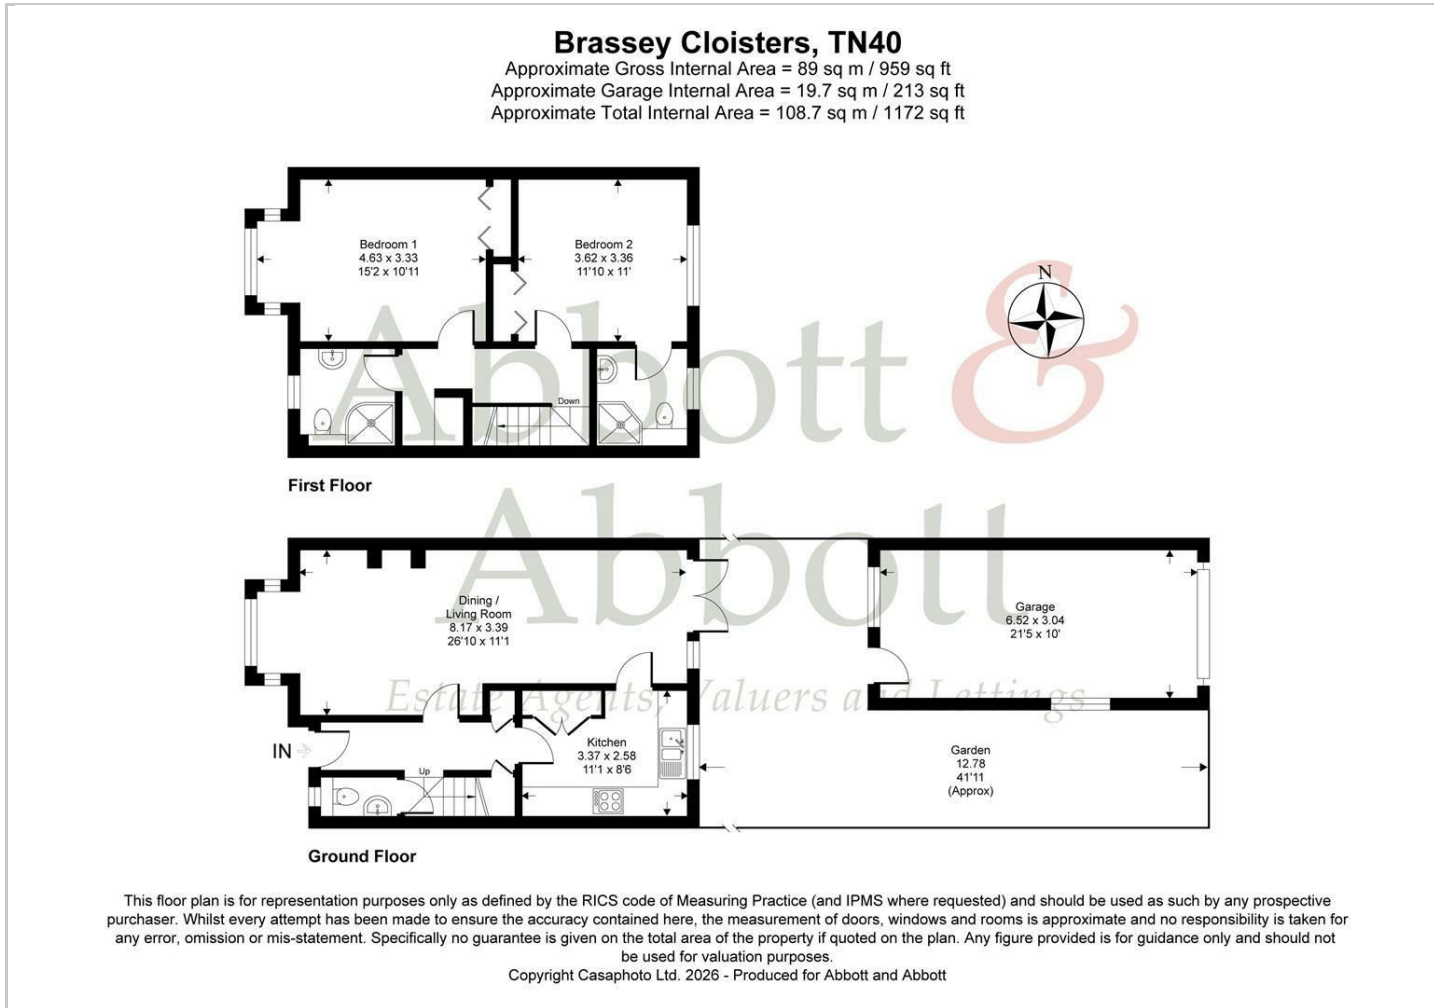 Brassey Cloisters, TN40
Approximate Gross Internal Area = 89 sq m / 959 sq ft
Approximate Garage Internal Area = 19.7 sq m / 213 sq ft
Approximate Total Internal Area = 108.7 sq m / 1172 sq ft
Bedroom 1
4.63 x 3.33
15'2 x 10'11
Bedroom 2
3.62 x 3.36
11'10 x 11'
N
Down
Abbott &
Abbott
Estate Agents, Valuers and Lettings
First Floor
Dining /
Living Room
8.17 x 3.39
26'10 x 11'1
Garage
6.52 x 3.04
21'5 x 10'
IN
Up
Kitchen
3.37 x 2.58
11'1 x 8'6
Garden
12.78
41'11
(Approx)
Ground Floor
This floor plan is for representation purposes only as defined by the RICS code of Measuring Practice (and IPMS where requested) and should be used as such by any prospective
purchaser. Whilst every attempt has been made to ensure the accuracy contained here, the measurement of doors, windows and rooms is approximate and no responsibility is taken for
any error, omission or mis-statement. Specifically no guarantee is given on the total area of the property if quoted on the plan. Any figure provided is for guidance only and should not
be used for valuation purposes.
Copyright Casaphoto Ltd. 2026 - Produced for Abbott and Abbott